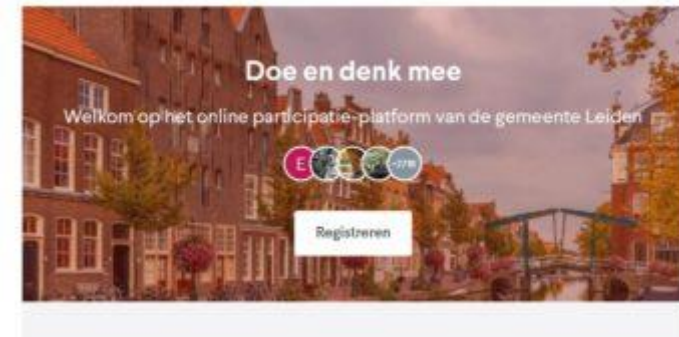 Doe en denk mee
Welkom op het online participatie-platform van de gemeente Leiden
E
Registreren